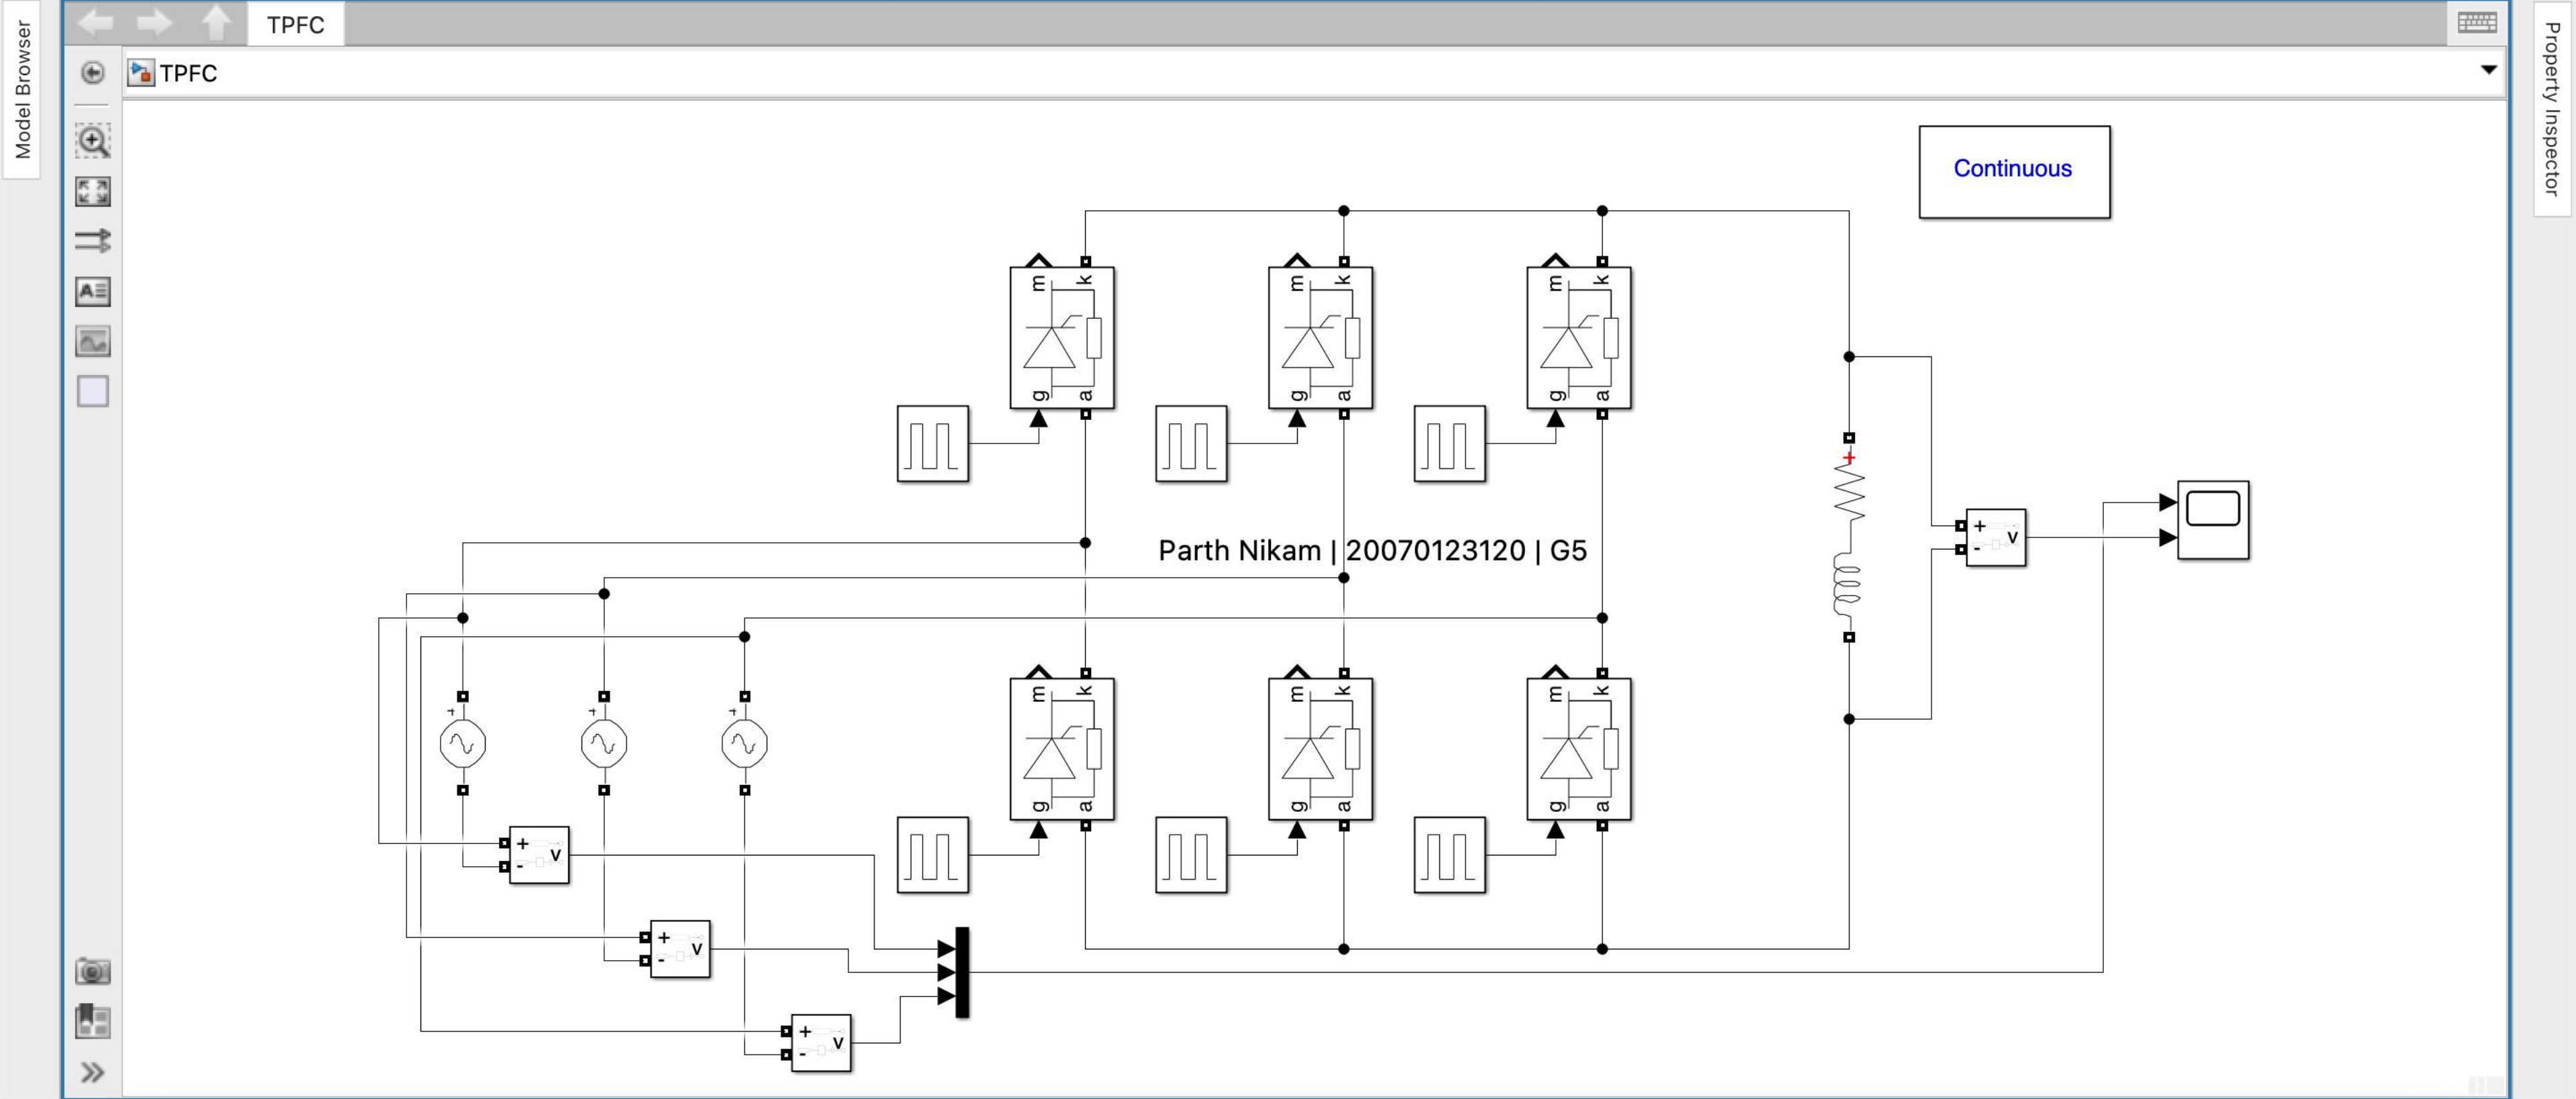 Model Browser
TPFC
TPFC
Property Inspector
Continuous
m k
g a
m k
g a
m k
g a
Parth Nikam | 20070123120 | G5
+
+ v
-
+ + +
m k
g a
m k
g a
m k
g a
+ v
-
+ v
-
+ v
-